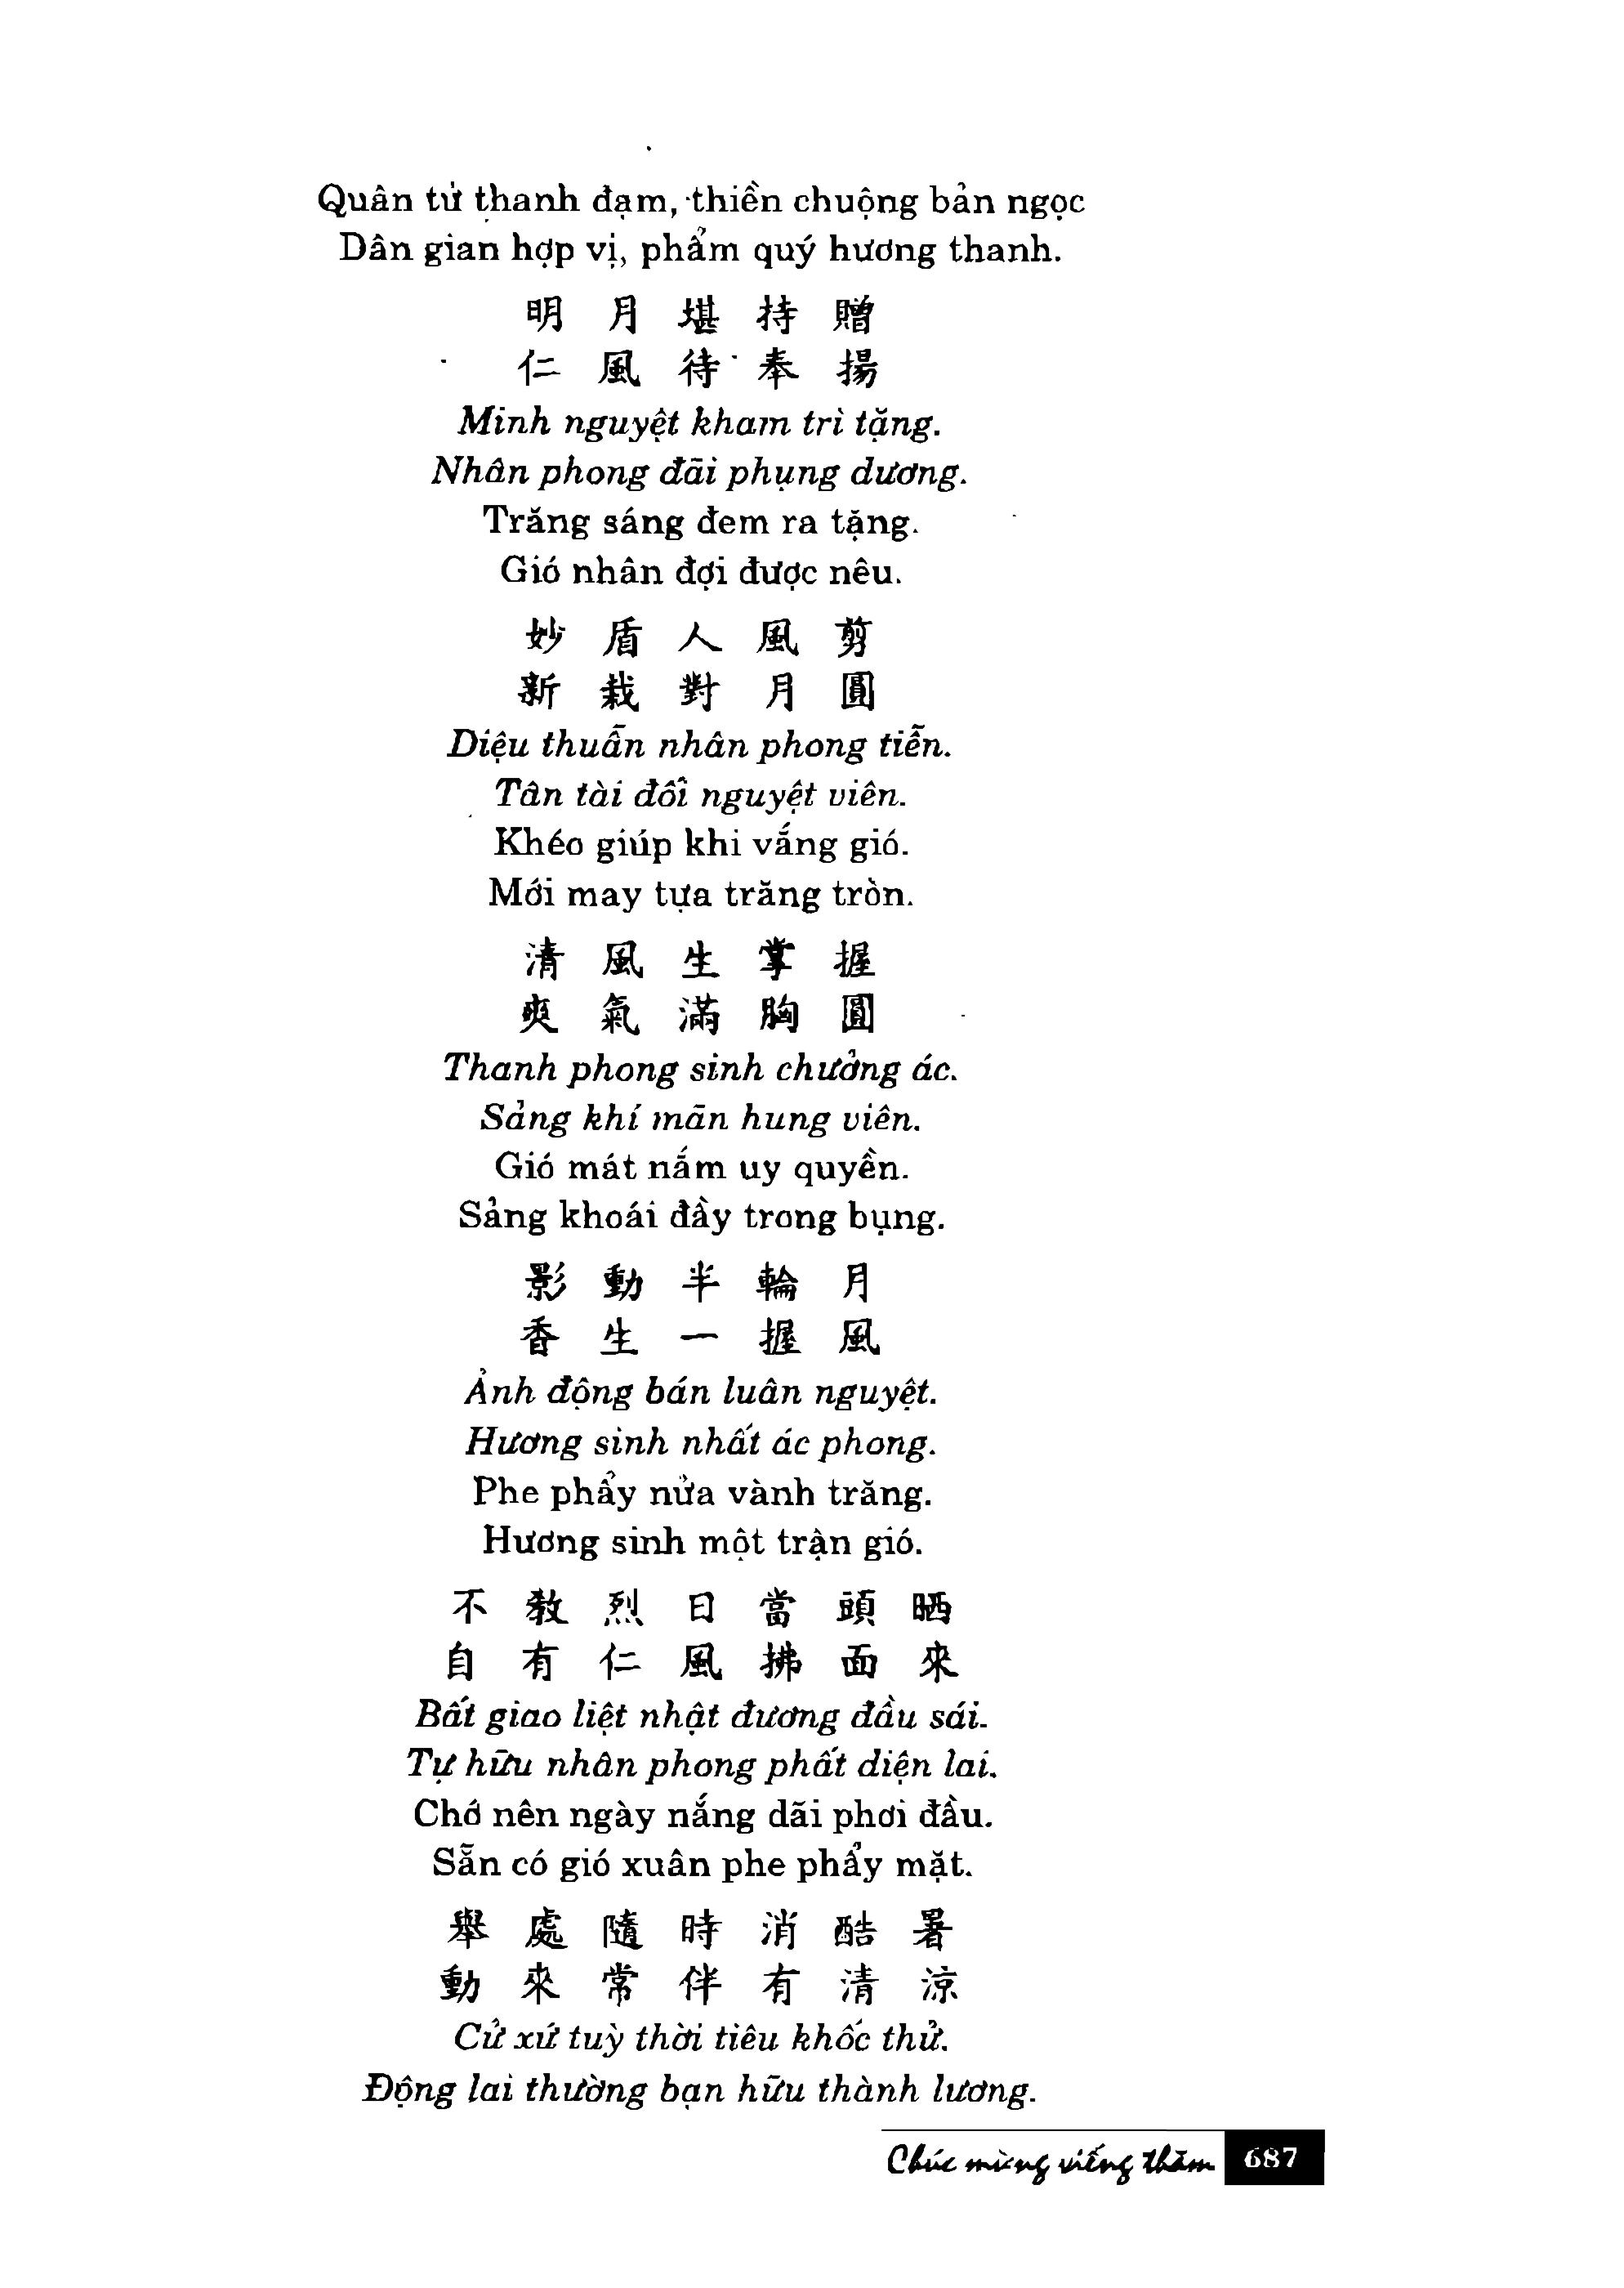 Quân tử thanh đạm, thiền chuộng bản ngọc
Dân gian hợp vị, phẩm quý hương thanh.
明 月 堪 持 贈
仁 風 待 奉 揚
Minh nguyệt kham trì tặng.
Nhân phong đãi phụng dương.
Trăng sáng đem ra tặng.
Gió nhân đợi được nêu.
妙 盾 人 風 剪
新 裁 對 月 圓
Diệu thuẫn nhân phong tiễn.
Tân tài đối nguyệt viên.
Khéo giúp khi vắng gió.
Mới may tựa trăng tròn.
清 風 生 掌 握
爽 氣 滿 胸 圓
Thanh phong sinh chưởng ác.
Sảng khí mãn hung viên.
Gió mát nắm uy quyền.
Sảng khoái đầy trong bụng.
影 動 半 輪 月
香 生 一 握 風
Ảnh động bán luân nguyệt.
Hương sinh nhất ác phong.
Phe phẩy nửa vành trăng.
Hương sinh một trận gió.
不 教 烈 日 當 頭 晒
自 有 仁 風 拂 面 來
Bất giao liệt nhật đương đầu sái.
Tự hữu nhân phong phất diện lai.
Chớ nên ngày nắng dãi phơi đầu.
Sẵn có gió xuân phe phẩy mặt.
舉 處 隨 時 消 酷 暑
動 來 常 伴 有 清 涼
Cử xứ tuỳ thời tiêu khốc thử.
Động lai thường bạn hữu thành lương.
Chúc mừng viếng thăm 687